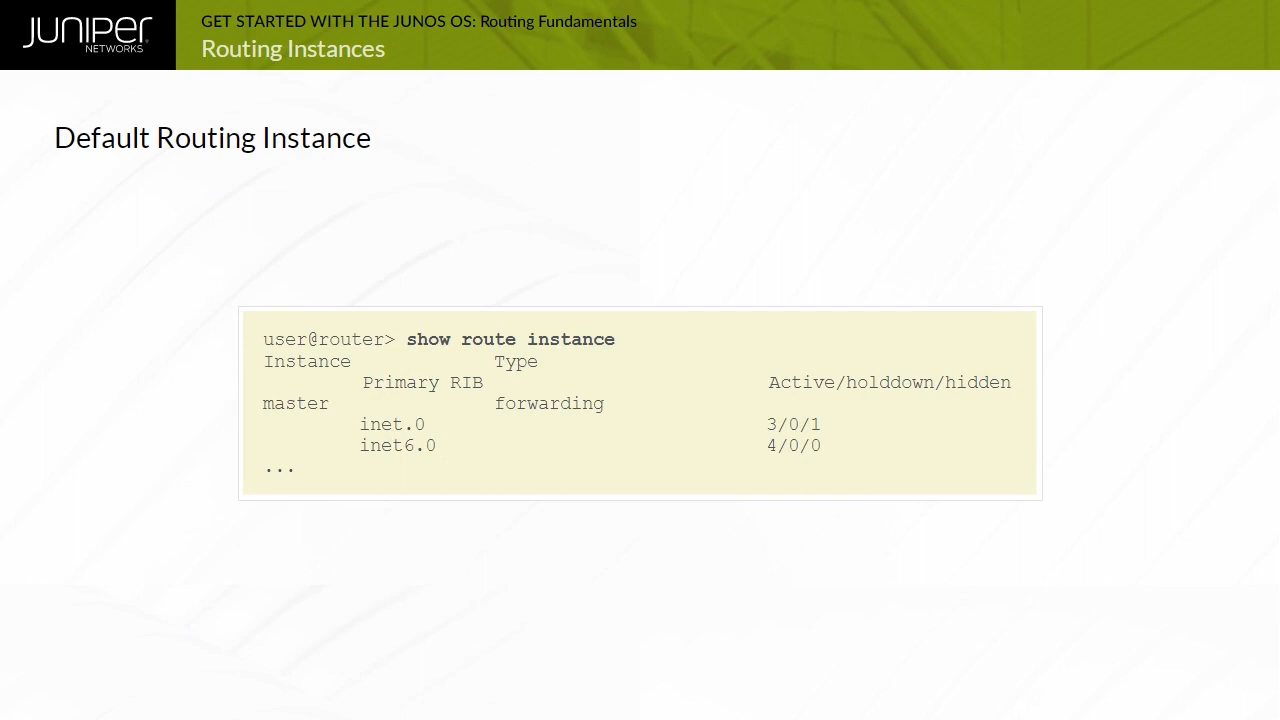 JUNIPEr
NETWORKS
GET STARTED WITH THE JUNOS OS: Routing Fundamentals
Routing Instances
Default Routing Instance
user@router> show route instance
Instance             Type
         Primary RIB                          Active/holddown/hidden
master               forwarding
         inet.0                               3/0/1
         inet6.0                              4/0/0
...